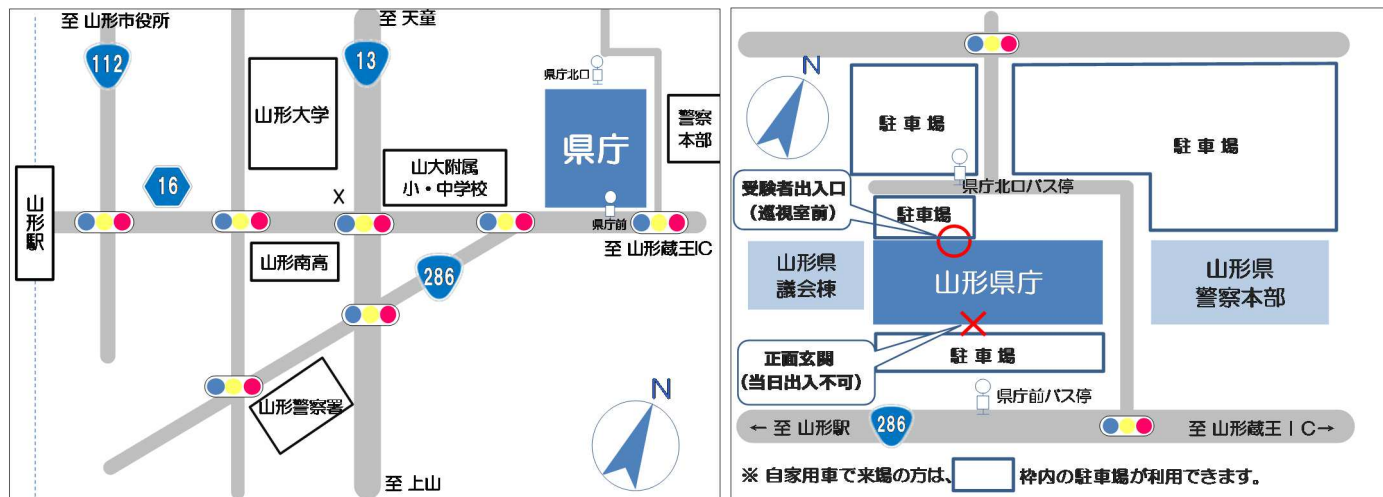 至 山形市役所
至 天童
112
13
山形大学
県庁北口
県庁
警察
本部
山大附属
小・中学校
16
X
山形駅
県庁前
山形南高
至 山形蔵王IC
286
山形警察署
N
至 上山
N
駐 車 場
駐 車 場
受験者出入口
(巡視室前)
県庁北口バス停
駐車場
山形県
議会棟
山形県庁
山形県
警察本部
正面玄関
(当日出入不可)
駐 車 場
県庁前バス停
← 至 山形駅
286
至 山形蔵王IC→
※ 自家用車で来場の方は、 枠内の駐車場が利用できます。